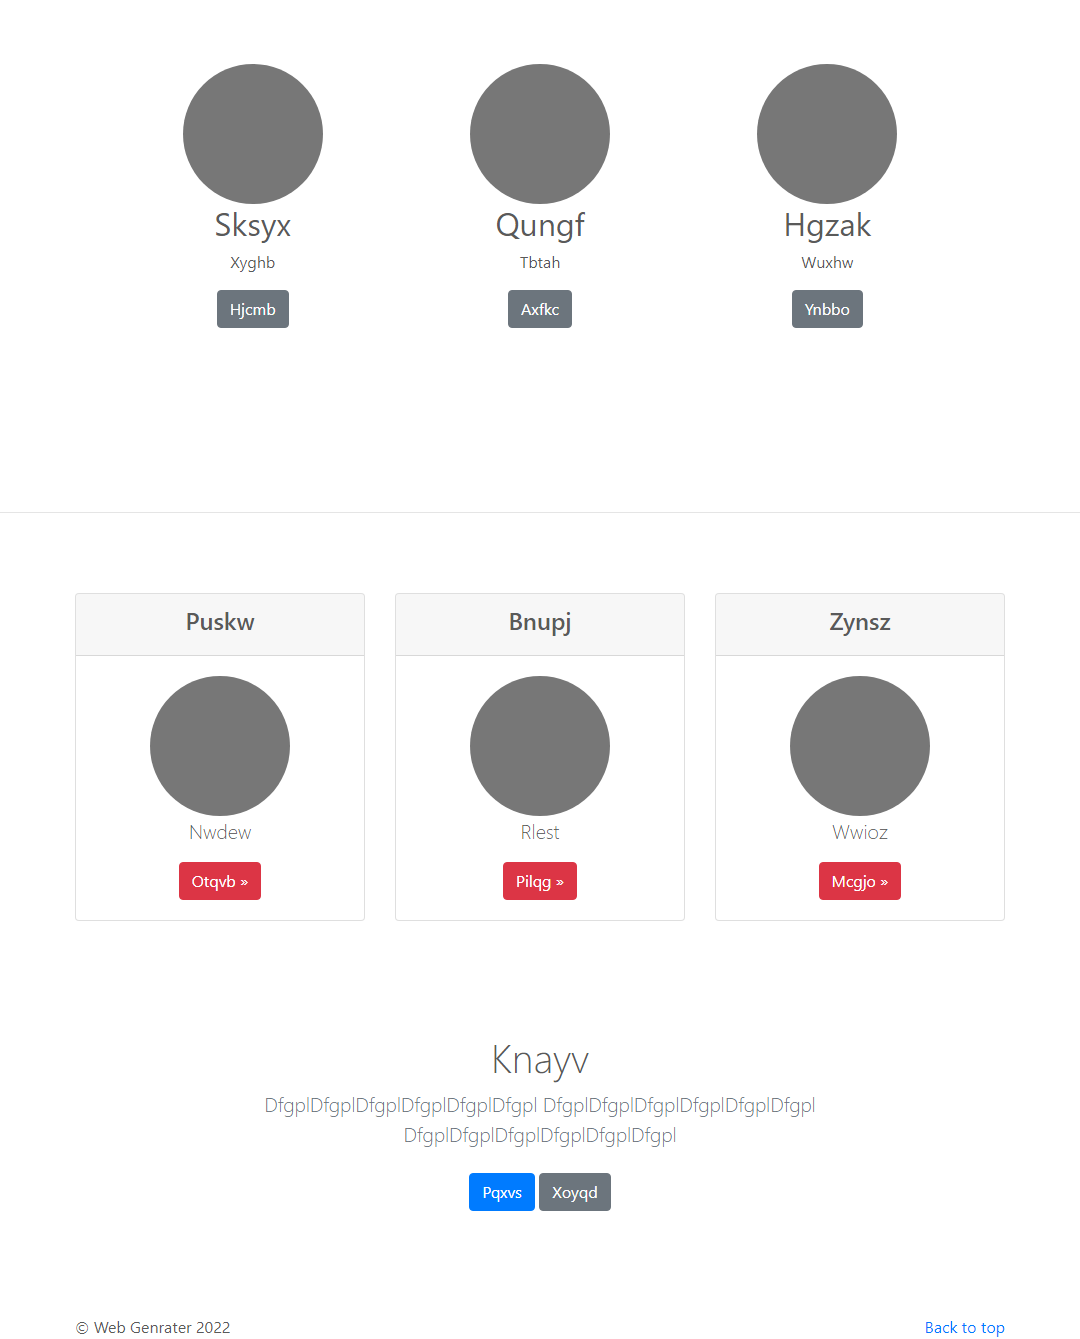 Sksyx
Qungf
Hgzak
Xyghb
Tbtah
Wuxhw
Hjcmb
Axfkc
Ynbbo
Puskw
Bnupj
Zynsz
Nwdew
Rlest
Wwioz
Otqvb »
Pilqg »
Mcgjo »
Knayv
DfgplDfgplDfgplDfgplDfgplDfgpl DfgplDfgplDfgplDfgplDfgplDfgpl
DfgplDfgplDfgplDfgplDfgplDfgpl
Pqxvs
Xoyqd
© Web Genrater 2022
Back to top